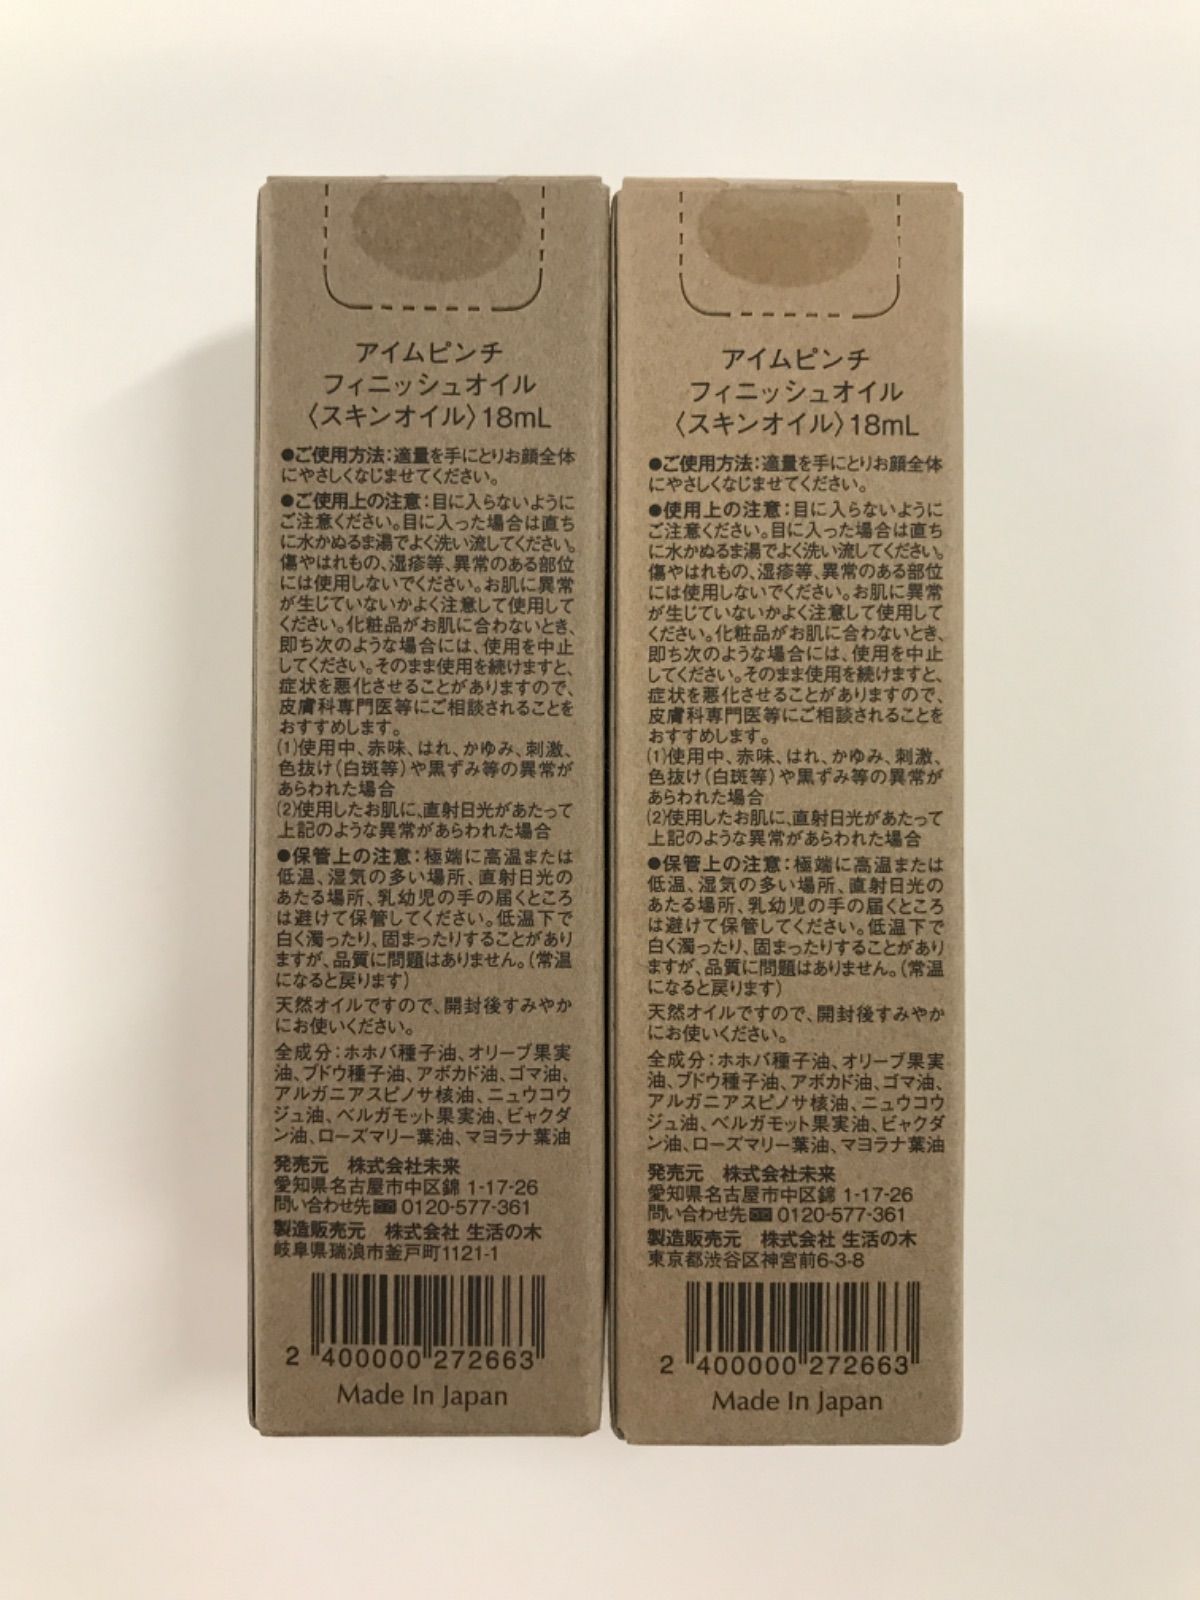 アイムピンチ
フィニッシュオイル
〈スキンオイル〉18mL
●ご使用方法：適量を手にとりお顔全体
にやさしくなじませてください。
●ご使用上の注意：目に入らないように
ご注意ください。目に入った場合は直ち
に水かぬるま湯でよく洗い流してください。
傷やはれもの、湿疹等、異常のある部位
には使用しないでください。お肌に異常
が生じていないかよく注意して使用して
ください。化粧品がお肌に合わないとき、
即ち次のような場合には、使用を中止
してください。そのまま使用を続けますと、
症状を悪化させることがありますので、
皮膚科専門医等にご相談されることを
おすすめします。
(1)使用中、赤味、はれ、かゆみ、刺激、
色抜け(白斑等)や黒ずみ等の異常が
あらわれた場合
(2)使用したお肌に、直射日光があたって
上記のような異常があらわれた場合
●保管上の注意：極端に高温または
低温、湿気の多い場所、直射日光の
あたる場所、乳幼児の手の届くところ
は避けて保管してください。低温下で
白く濁ったり、固まったりすることがあり
ますが、品質に問題はありません。(常温
になると戻ります)
天然オイルですので、開封後すみやか
にお使いください。
全成分：ホホバ種子油、オリーブ果実
油、ブドウ種子油、アボカド油、ゴマ油、
アルガニアスピノサ核油、ニュウコウ
ジュ油、ベルガモット果実油、ビャクダ
ン油、ローズマリー葉油、マヨラナ葉油
発売元 株式会社未来
愛知県名古屋市中区錦 1-17-26
問い合わせ先 0120-577-361
製造販売元 株式会社 生活の木
岐阜県瑞浪市釜戸町1121-1
2 400000 272663
Made In Japan
アイムピンチ
フィニッシュオイル
〈スキンオイル〉18mL
●ご使用方法：適量を手にとりお顔全体
にやさしくなじませてください。
●使用上の注意：目に入らないように
ご注意ください。目に入った場合は直ち
に水かぬるま湯でよく洗い流してください。
傷やはれもの、湿疹等、異常のある部位
には使用しないでください。お肌に異常
が生じていないかよく注意して使用して
ください。化粧品がお肌に合わないとき、
即ち次のような場合には、使用を中止
してください。そのまま使用を続けますと、
症状を悪化させることがありますので、
皮膚科専門医等にご相談されることを
おすすめします。
(1)使用中、赤味、はれ、かゆみ、刺激、
色抜け(白斑等)や黒ずみ等の異常が
あらわれた場合
(2)使用したお肌に、直射日光があたって
上記のような異常があらわれた場合
●保管上の注意：極端に高温または
低温、湿気の多い場所、直射日光の
あたる場所、乳幼児の手の届くところ
は避けて保管してください。低温下で
白く濁ったり、固まったりすることがあり
ますが、品質に問題はありません。(常温
になると戻ります)
天然オイルですので、開封後すみやか
にお使いください。
全成分：ホホバ種子油、オリーブ果実
油、ブドウ種子油、アボカド油、ゴマ油、
アルガニアスピノサ核油、ニュウコウ
ジュ油、ベルガモット果実油、ビャクダ
ン油、ローズマリー葉油、マヨラナ葉油
発売元 株式会社未来
愛知県名古屋市中区錦 1-17-26
問い合わせ先 0120-577-361
製造販売元 株式会社 生活の木
東京都渋谷区神宮前6-3-8
2 400000 272663
Made In Japan